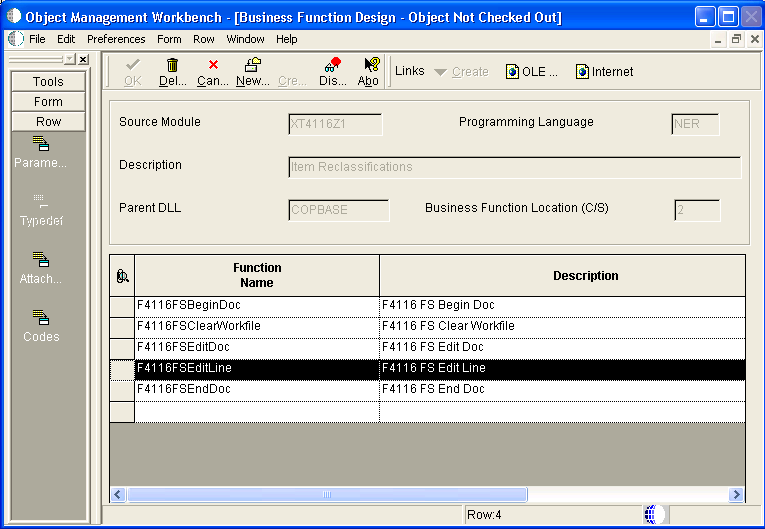 Object Management Workbench - [Business Function Design - Object Not Checked Out]
File Edit Preferences Form Row Window Help
Tools
Form
Row
Parame...
Typedef
Attach...
Codes
OK Del... Can... New... Cre... Dis... Abo Links Create OLE ... Internet
Source Module XT4116Z1 Programming Language NER
Description Item Reclassifications
Parent DLL COPBASE Business Function Location (C/S) 2
Function Name Description
F4116FSBeginDoc F4116 FS Begin Doc
F4116FSClearWorkfile F4116 FS Clear Workfile
F4116FSEditDoc F4116 FS Edit Doc
F4116FSEditLine F4116 FS Edit Line
F4116FSEndDoc F4116 FS End Doc
Row:4